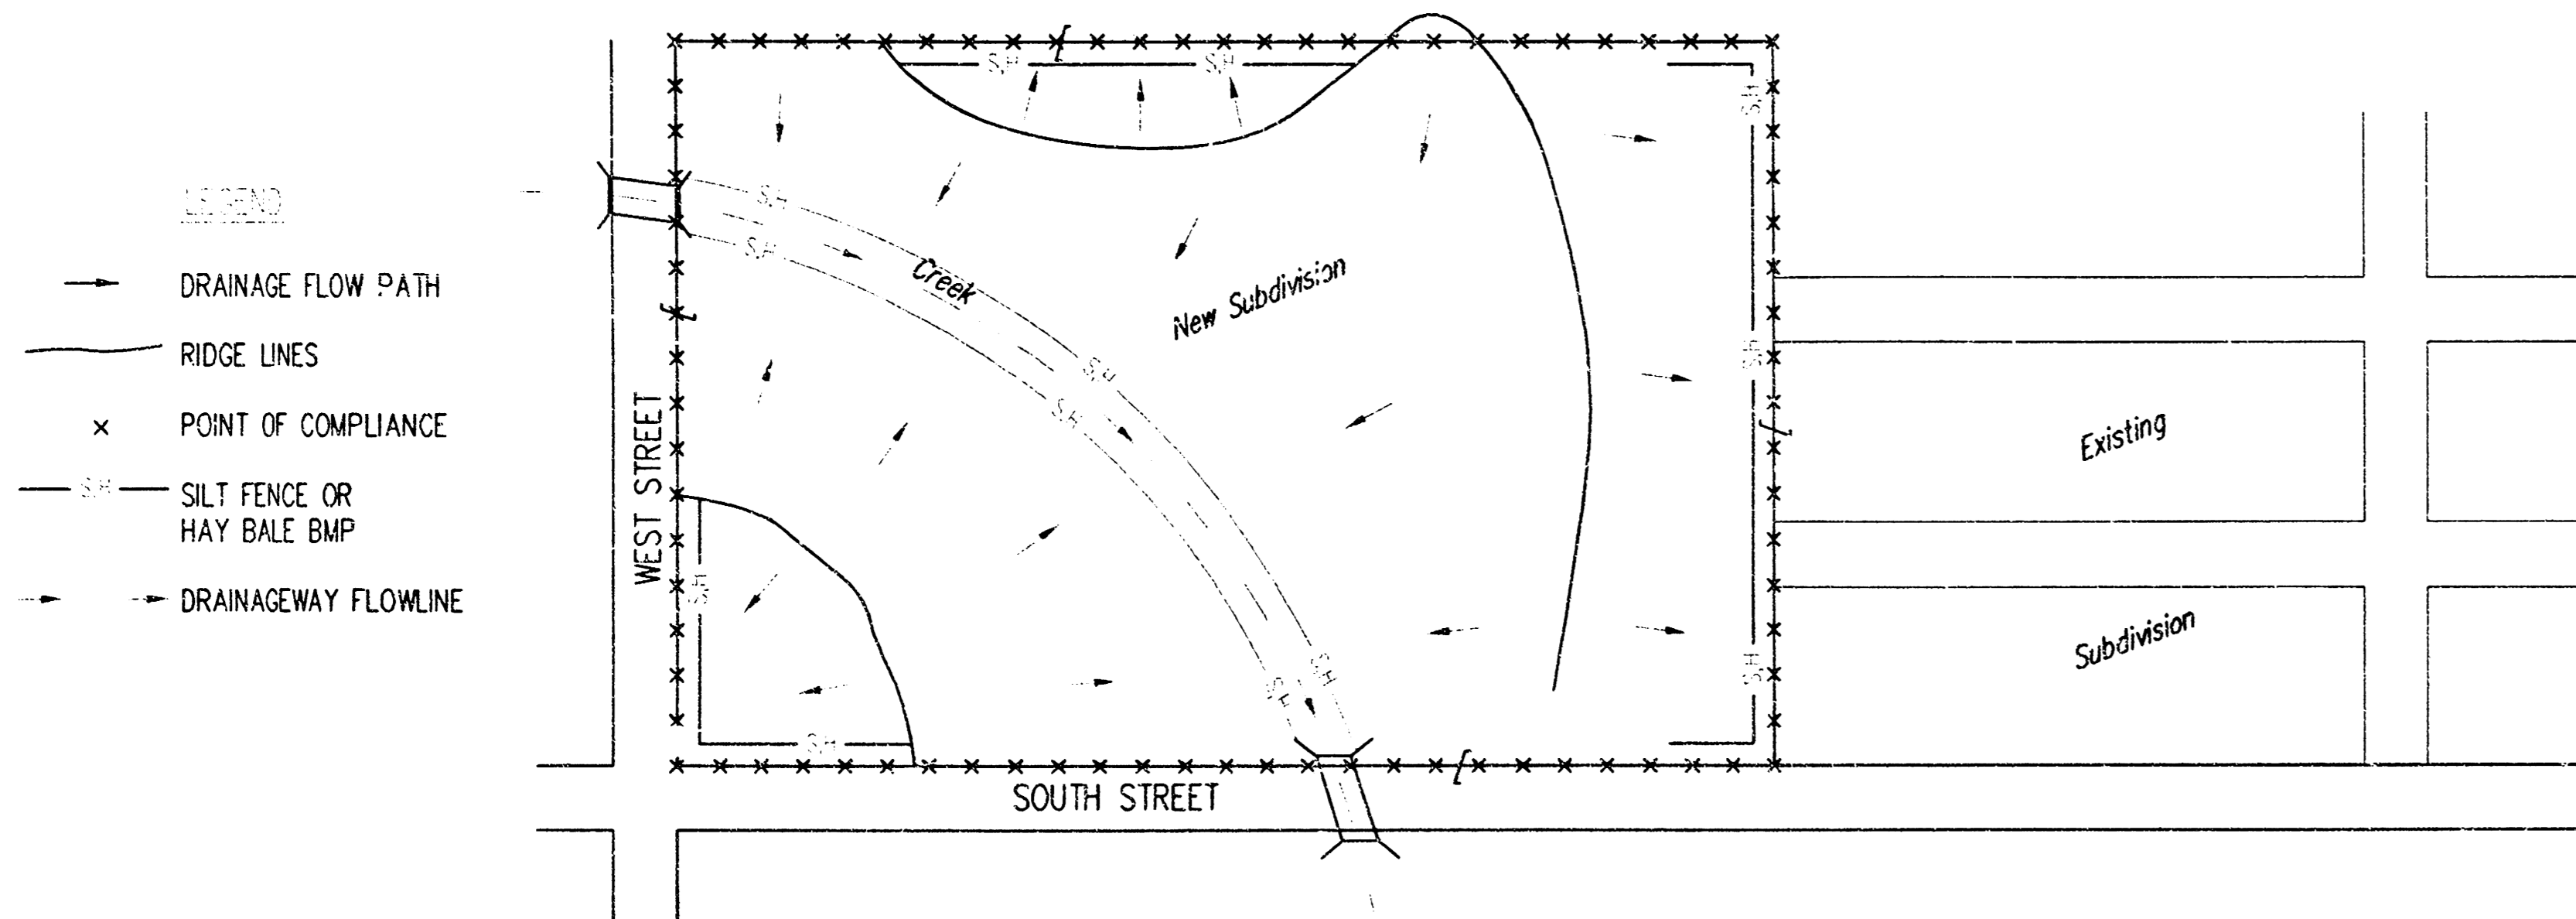 LEGEND
DRAINAGE FLOW PATH
RIDGE LINES
POINT OF COMPLIANCE
S,H
SILT FENCE OR
HAY BALE BMP
DRAINAGEWAY FLOWLINE
WEST STREET
SOUTH STREET
Creek
New Subdivision
Existing
Subdivision
S,H
S,H
S,H
S,H
S,H
S,H
S,H
S,H
S,H
S,H
S,H
S,H
S,H